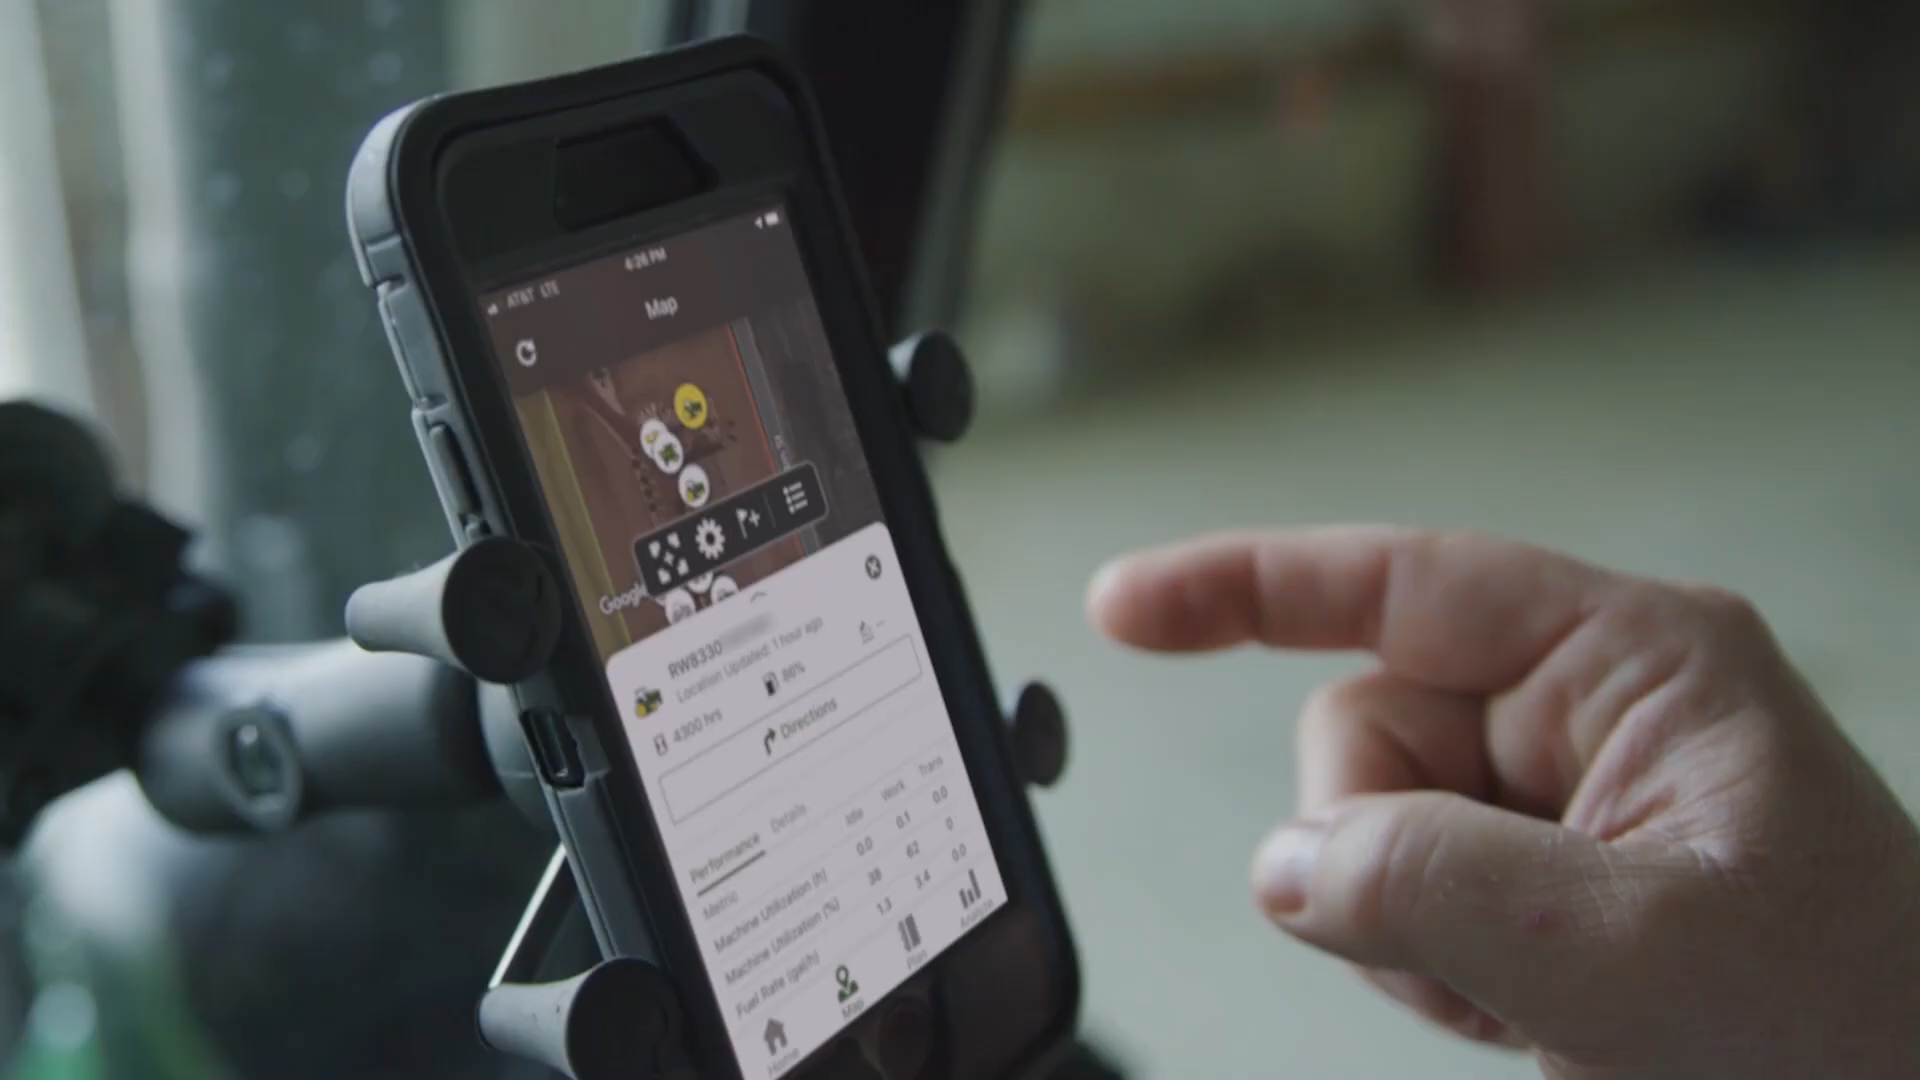 AT&T LTE
4:26 PM
Map
Google
RW8330
Location Updated: 1 hour ago
4300 hrs
86%
--
Directions
Performance Details
Metric Idle Work Trans
Machine Utilization (h) 0.0 0.1 0.0
Machine Utilization (%) 38 62 0
Fuel Rate (gal/h) 1.3 3.4 0.0
Home Map Plan Analyze